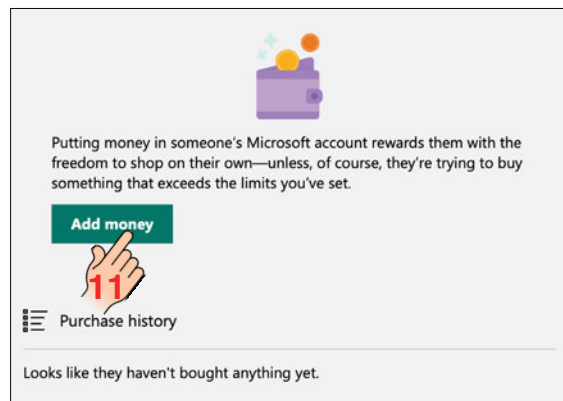 Putting money in someone’s Microsoft account rewards them with the
freedom to shop on their own—unless, of course, they’re trying to buy
something that exceeds the limits you’ve set.
Add money
11
Purchase history
Looks like they haven't bought anything yet.